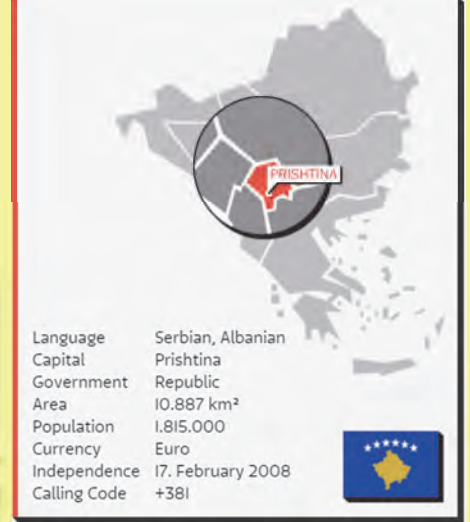 PRISHTINA
Language Serbian, Albanian
Capital Prishtina
Government Republic
Area 10.887 km²
Population 1.815.000
Currency Euro
Independence 17. February 2008
Calling Code +381